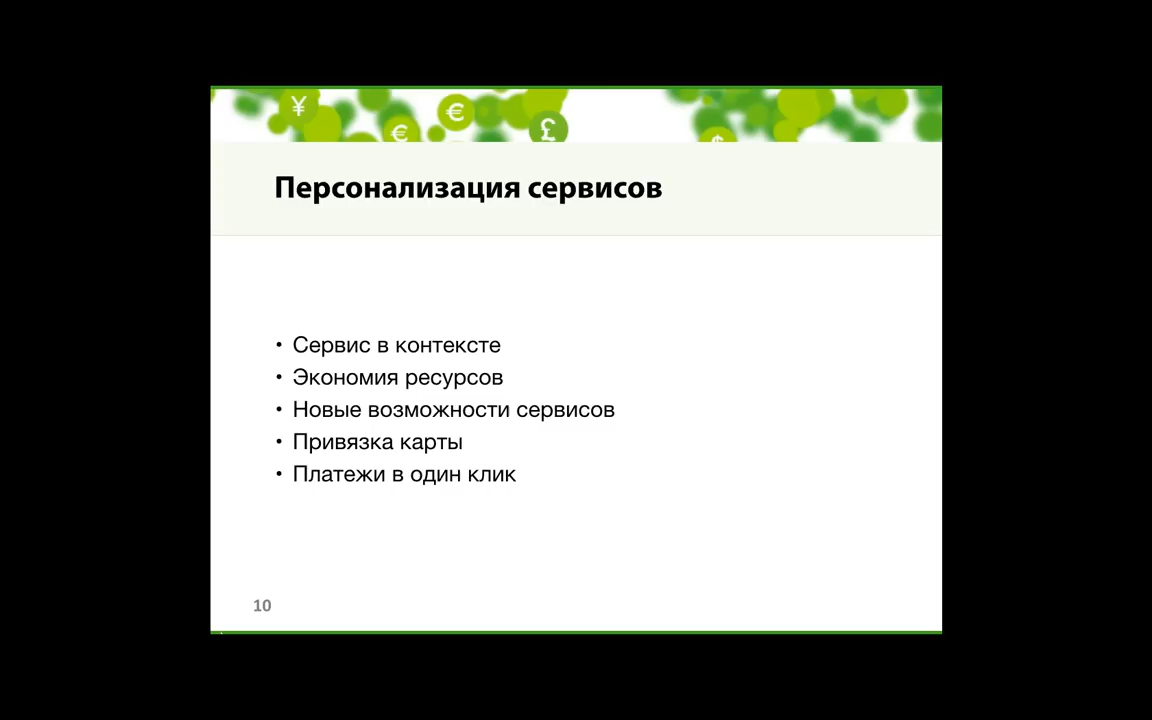 ¥
€
€
£
$
Персонализация сервисов
• Сервис в контексте
• Экономия ресурсов
• Новые возможности сервисов
• Привязка карты
• Платежи в один клик
10